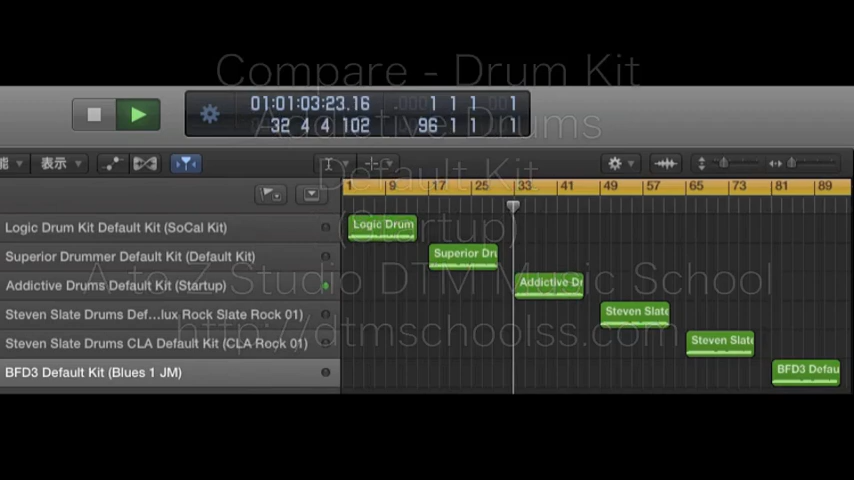 Compare - Drum Kit
Addictive Drums
Default Kit
(Startup)
A to Z Studio DTM Music School
http://dtmschoolss.com
01:01:03:23.16
32 4 4 102
.0001 1 1 001
96 1 1 1
能
表示
1 9 17 25 33 41 49 57 65 73 81 89
Logic Drum Kit Default Kit (SoCal Kit)
Logic Drum
Superior Drummer Default Kit (Default Kit)
Superior Dru
Addictive Drums Default Kit (Startup)
Addictive Dr
Steven Slate Drums Def...lux Rock Slate Rock 01)
Steven Slate
Steven Slate Drums CLA Default Kit (CLA Rock 01)
Steven Slate
BFD3 Default Kit (Blues 1 JM)
BFD3 Defau